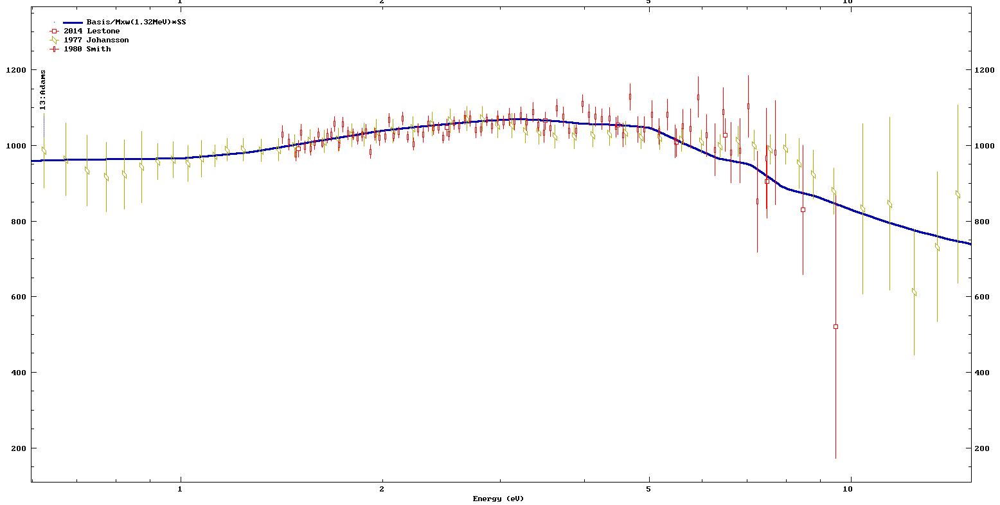 1 2 5 10
Basis/Mxw(1.32MeV)*SS
2014 Lestone
1977 Johansson
1980 Smith
13:Adams
1200 1200
1000 1000
800 800
600 600
400 400
200 200
1 2 5 10
Energy (eV)